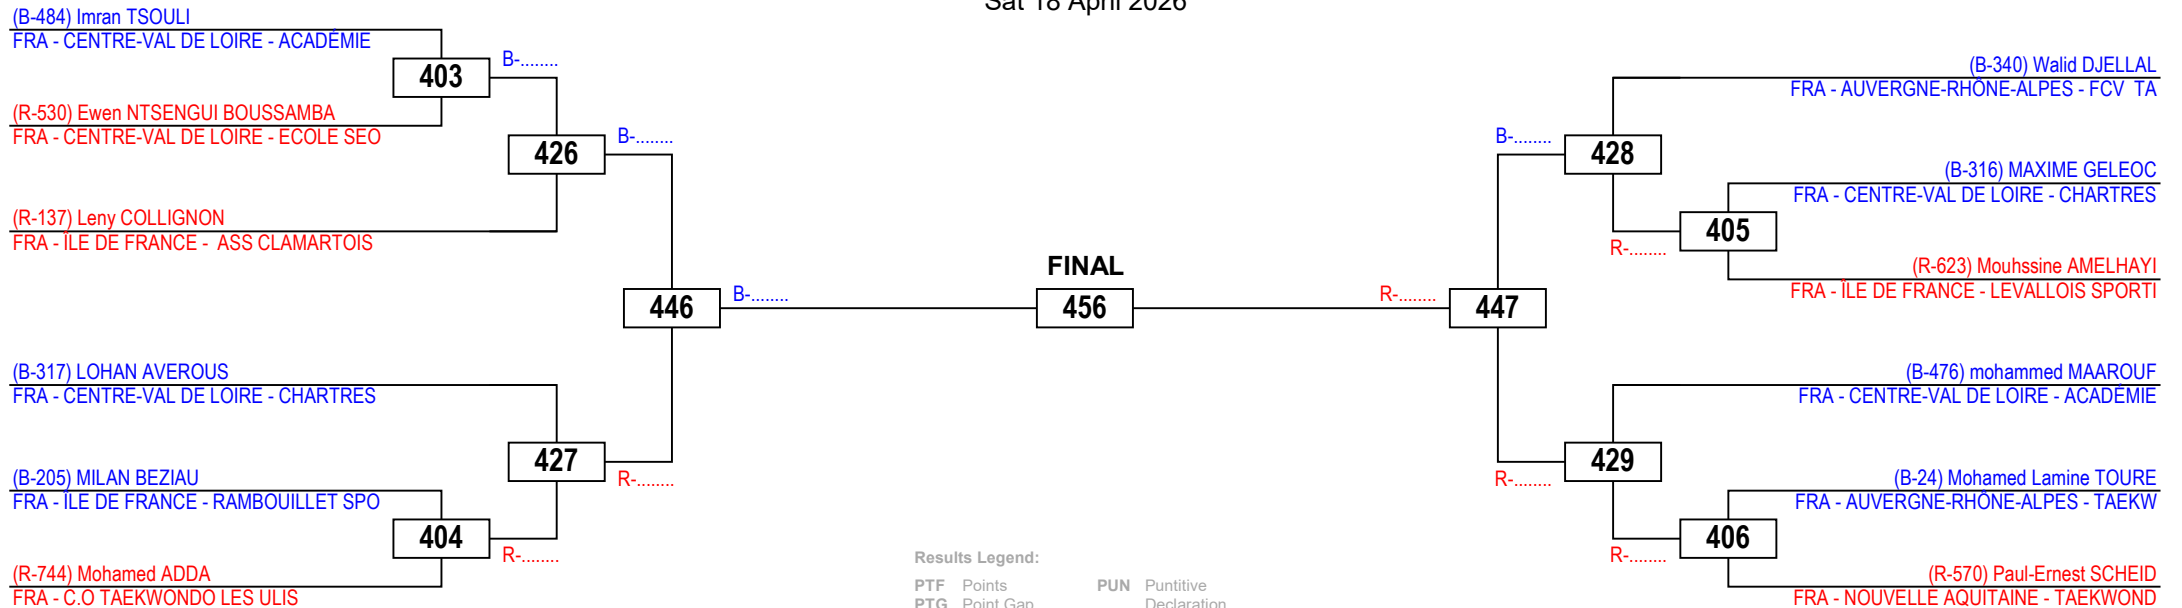 Sat 18 April 2026
(B-484) Imran TSOULI
FRA - CENTRE-VAL DE LOIRE - ACADÉMIE
403
B-........
(R-530) Ewen NTSENGUI BOUSSAMBA
FRA - CENTRE-VAL DE LOIRE - ECOLE SEO
426
B-........
(R-137) Leny COLLIGNON
FRA - ÎLE DE FRANCE - ASS CLAMARTOIS
446
B-........
(B-317) LOHAN AVEROUS
FRA - CENTRE-VAL DE LOIRE - CHARTRES
427
R-........
(B-205) MILAN BEZIAU
FRA - ÎLE DE FRANCE - RAMBOUILLET SPO
404
R-........
(R-744) Mohamed ADDA
FRA - C.O TAEKWONDO LES ULIS
FINAL
456
(B-340) Walid DJELLAL
FRA - AUVERGNE-RHÔNE-ALPES - FCV TA
B-........
428
(B-316) MAXIME GELEOC
FRA - CENTRE-VAL DE LOIRE - CHARTRES
405
R-........
(R-623) Mouhssine AMELHAYI
FRA - ÎLE DE FRANCE - LEVALLOIS SPORTI
R-........
447
(B-476) mohammed MAAROUF
FRA - CENTRE-VAL DE LOIRE - ACADÉMIE
429
R-........
(B-24) Mohamed Lamine TOURE
FRA - AUVERGNE-RHÔNE-ALPES - TAEKW
406
R-........
(R-570) Paul-Ernest SCHEID
FRA - NOUVELLE AQUITAINE - TAEKWOND
Results Legend:
PTF Points PUN Puntitive
PTG Point Gap Declaration